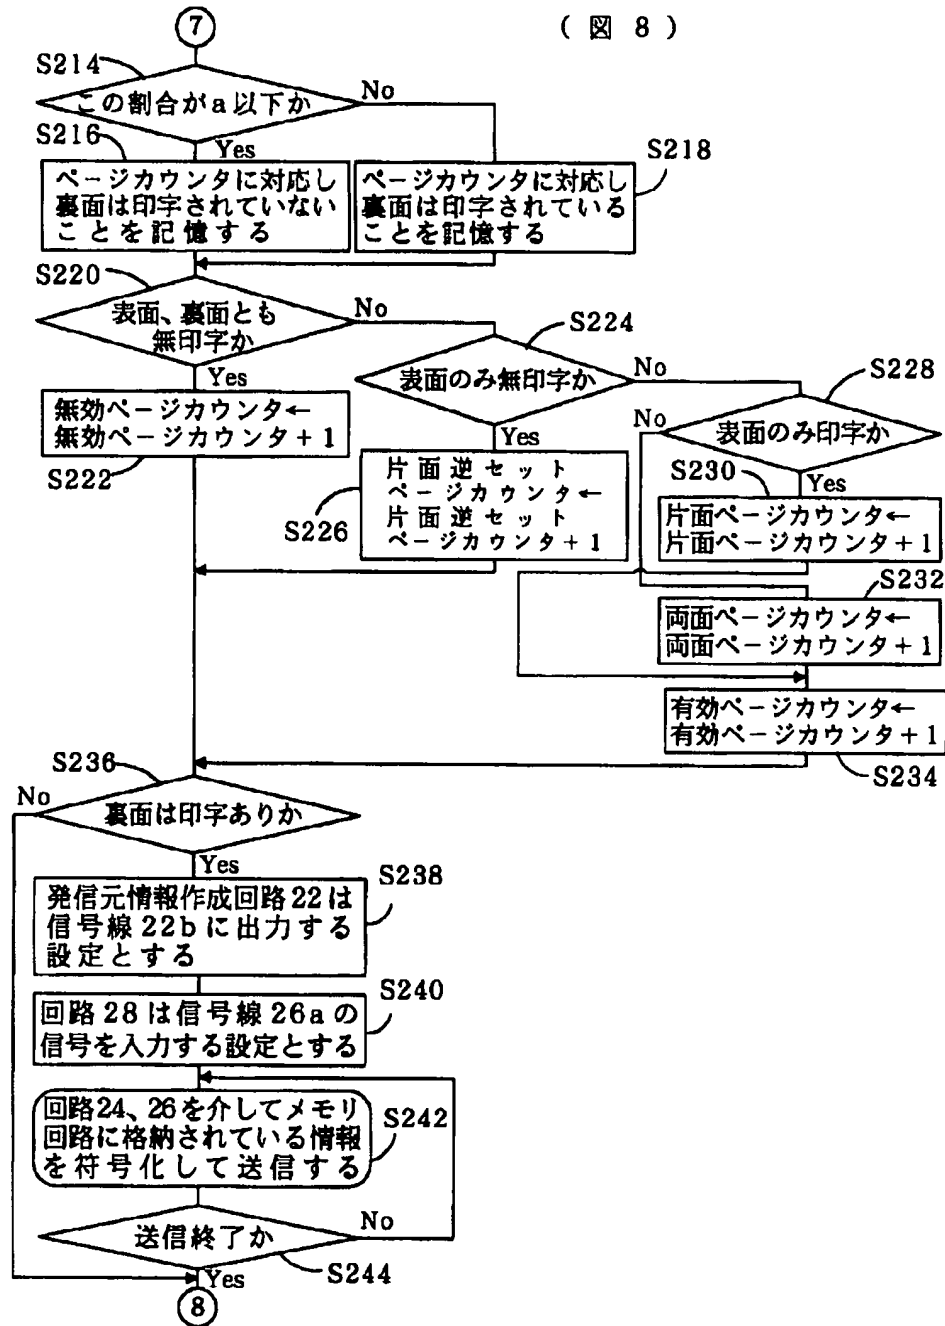 (図8)
7
S214
この割合がa以下か
No
Yes
S216
ページカウンタに対応し
裏面は印字されていない
ことを記憶する
S218
ページカウンタに対応し
裏面は印字されている
ことを記憶する
S220
表面、裏面とも
無印字か
No
Yes
無効ページカウンタ←
無効ページカウンタ+1
S222
S224
表面のみ無印字か
No
Yes
片面逆セット
ページカウンタ←
片面逆セット
ページカウンタ+1
S226
S228
No
表面のみ印字か
Yes
S230
片面ページカウンタ←
片面ページカウンタ+1
S232
両面ページカウンタ←
両面ページカウンタ+1
有効ページカウンタ←
有効ページカウンタ+1
S234
S236
No
裏面は印字ありか
Yes
S238
発信元情報作成回路22は
信号線22bに出力する
設定とする
S240
回路28は信号線26aの
信号を入力する設定とする
S242
回路24、26を介してメモリ
回路に格納されている情報
を符号化して送信する
送信終了か
No
S244
Yes
8